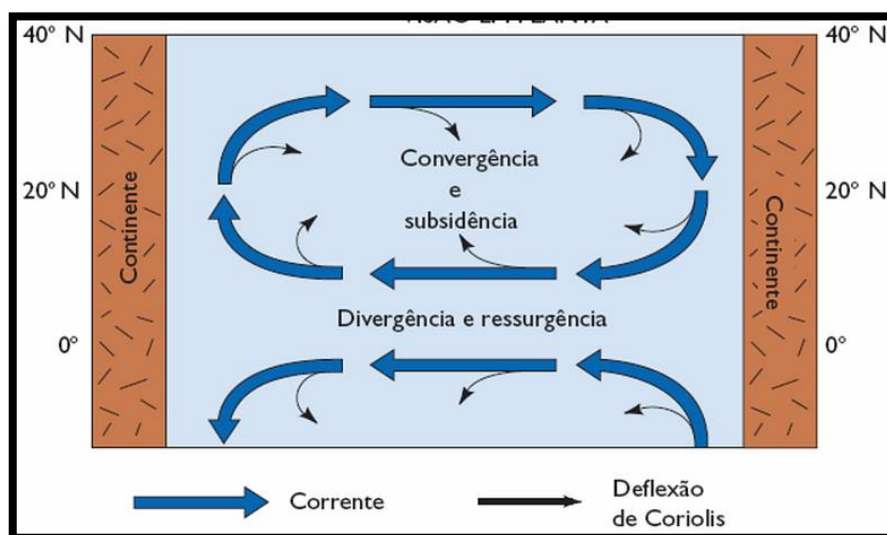 40° N
40° N
Convergência
e
subsidência
20° N
20° N
Continente
Continente
Divergência e ressurgência
0°
0°
Corrente
Deflexão
de Coriolis